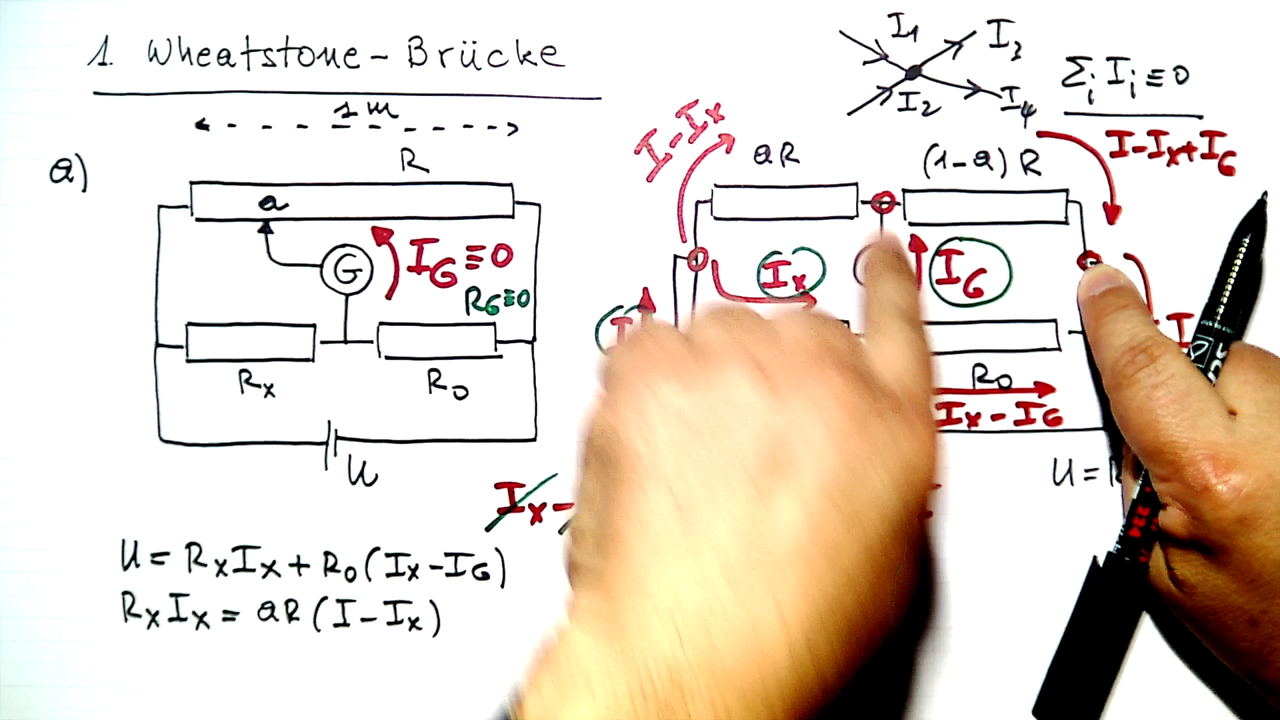 1. Wheatstone-Brücke
1m
a)
R
a
G
I_G ≡ 0
R_G ≡ 0
R_x
R_0
U
I_1
I_2
I_3
I_4
Σ_i I_i ≡ 0
I-I_x
aR
(1-a) R
I-I_x+I_G
I_x
I_G
R_0
I_x - I_G
U =
I_x -
U = R_x I_x + R_0 (I_x - I_G)
R_x I_x = aR (I - I_x)